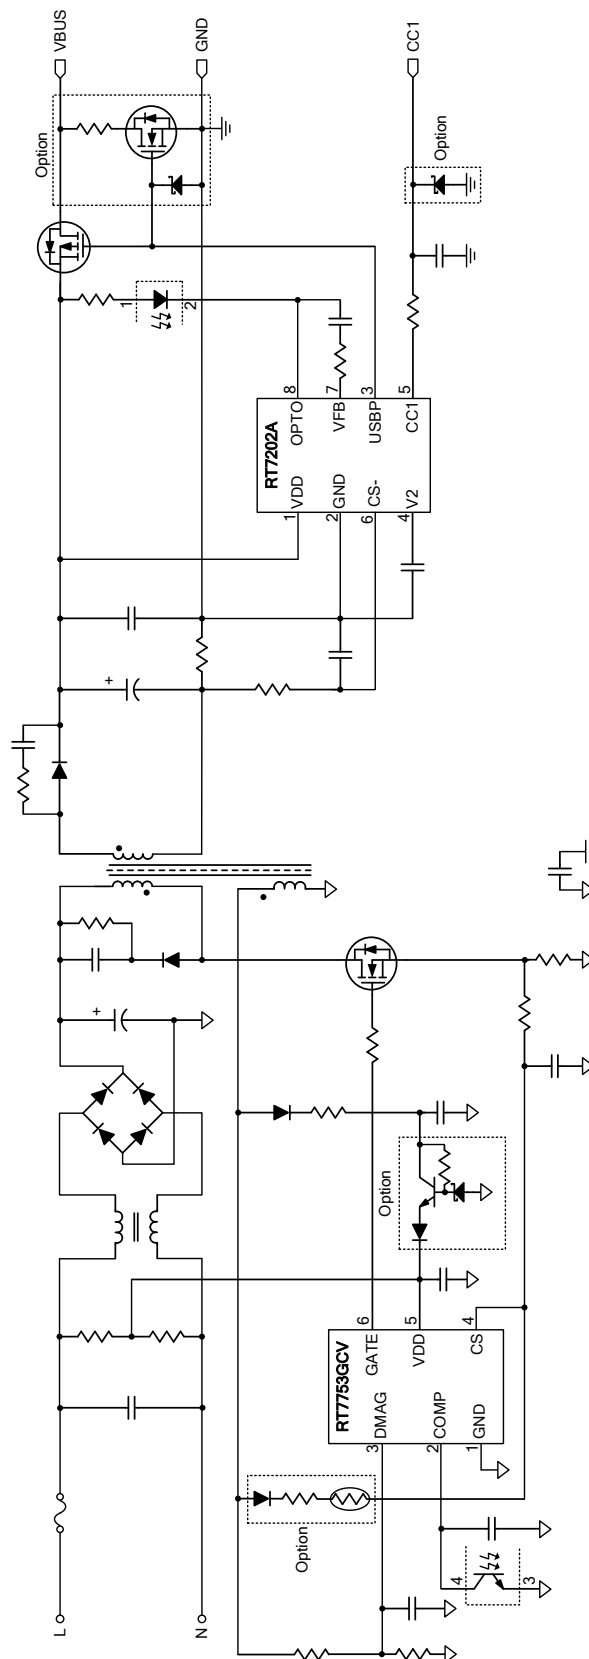 VBUS
GND
CC1
Option
Option
1
2
8
7
3
5
OPTO
VFB
USBP
CC1
RT7202A
VDD
GND
CS-
V2
1
2
6
4
+
+
Option
6
5
4
GATE
VDD
CS
RT7753GCV
DMAG
COMP
GND
3
2
1
Option
4
3
L
N